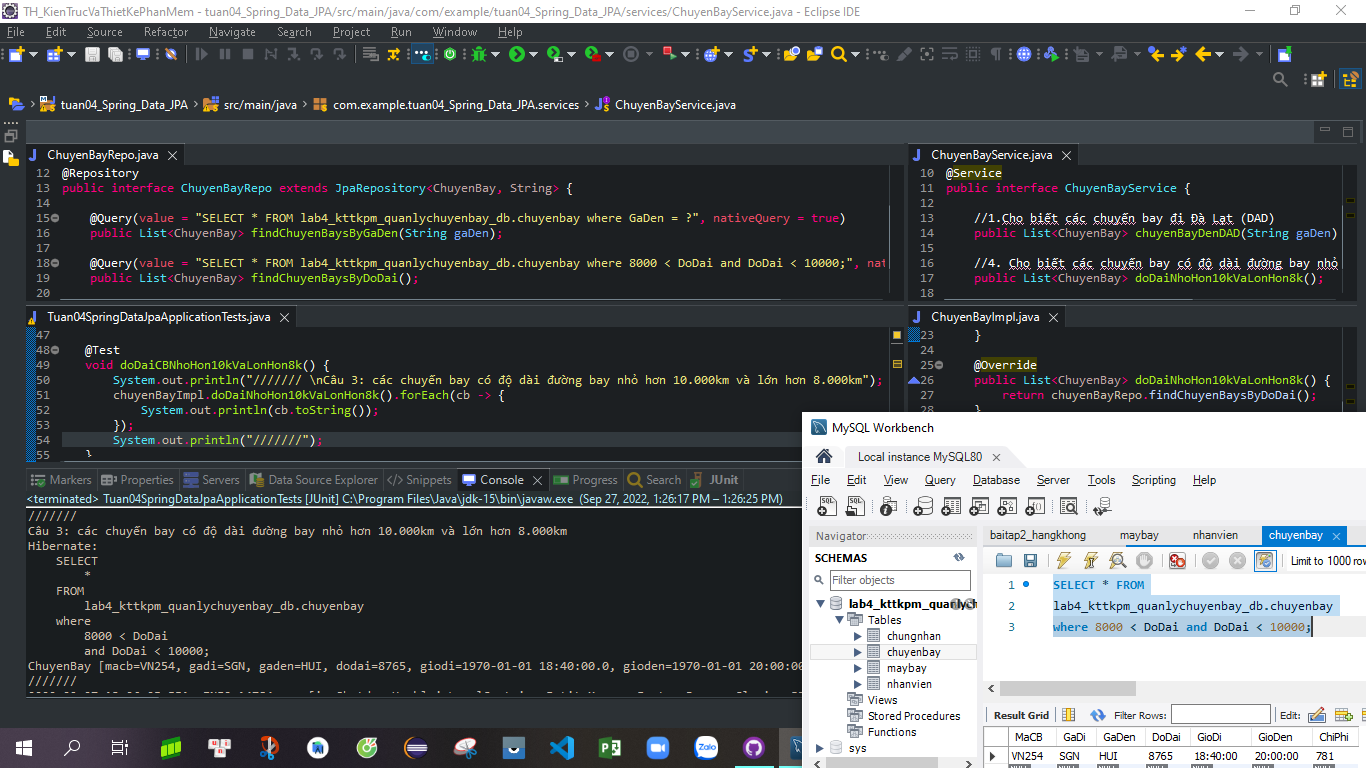 TH_KienTrucVaThietKePhanMem - tuan04_Spring_Data_JPA/src/main/java/com/example/tuan04_Spring_Data_JPA/services/ChuyenBayService.java - Eclipse IDE
File Edit Source Refactor Navigate Search Project Run Window Help
tuan04_Spring_Data_JPA > src/main/java > com.example.tuan04_Spring_Data_JPA.services > ChuyenBayService.java
ChuyenBayRepo.java
12 @Repository
13 public interface ChuyenBayRepo extends JpaRepository<ChuyenBay, String> {
14
15 @Query(value = "SELECT * FROM lab4_kttkpm_quanlychuyenbay_db.chuyenbay where GaDen = ?", nativeQuery = true)
16 public List<ChuyenBay> findChuyenBaysByGaDen(String gaDen);
17
18 @Query(value = "SELECT * FROM lab4_kttkpm_quanlychuyenbay_db.chuyenbay where 8000 < DoDai and DoDai < 10000;", nat
19 public List<ChuyenBay> findChuyenBaysByDoDai();
20
ChuyenBayService.java
10 @Service
11 public interface ChuyenBayService {
12
13 //1.Cho biết các chuyến bay đi Đà Lạt (DAD)
14 public List<ChuyenBay> chuyenBayDenDAD(String gaDen)
15
16 //4. Cho biết các chuyến bay có độ dài đường bay nhỏ
17 public List<ChuyenBay> doDaiNhoHon10kVaLonHon8k();
18
Tuan04SpringDataJpaApplicationTests.java
47
48 @Test
49 void doDaiCBNhoHon10kVaLonHon8k() {
50 System.out.println("/////// \nCâu 3: các chuyến bay có độ dài đường bay nhỏ hơn 10.000km và lớn hơn 8.000km");
51 chuyenBayImpl.doDaiNhoHon10kVaLonHon8k().forEach(cb -> {
52 System.out.println(cb.toString());
53 });
54 System.out.println("///////");
55 }
ChuyenBayImpl.java
23 }
24
25 @Override
26 public List<ChuyenBay> doDaiNhoHon10kVaLonHon8k() {
27 return chuyenBayRepo.findChuyenBaysByDoDai();
28 }
Markers Properties Servers Data Source Explorer Snippets Console Progress Search JUnit
<terminated> Tuan04SpringDataJpaApplicationTests [JUnit] C:\Program Files\Java\jdk-15\bin\javaw.exe (Sep 27, 2022, 1:26:17 PM – 1:26:25 PM)
///////
Câu 3: các chuyến bay có độ dài đường bay nhỏ hơn 10.000km và lớn hơn 8.000km
Hibernate:
SELECT
*
FROM
lab4_kttkpm_quanlychuyenbay_db.chuyenbay
where
8000 < DoDai
and DoDai < 10000;
ChuyenBay [macb=VN254, gadi=SGN, gaden=HUI, dodai=8765, giodi=1970-01-01 18:40:00.0, gioden=1970-01-01 20:00:00
///////
MySQL Workbench
Local instance MySQL80
File Edit View Query Database Server Tools Scripting Help
Navigator
SCHEMAS
Filter objects
lab4_kttkpm_quanlych
Tables
chungnhan
chuyenbay
maybay
nhanvien
Views
Stored Procedures
Functions
sys
baitap2_hangkhong maybay nhanvien chuyenbay
Limit to 1000 row
1 SELECT * FROM
2 lab4_kttkpm_quanlychuyenbay_db.chuyenbay
3 where 8000 < DoDai and DoDai < 10000;
Result Grid Filter Rows: Edit:
MaCB GaDi GaDen DoDai GioDi GioDen ChiPhi
VN254 SGN HUI 8765 18:40:00 20:00:00 781
Zalo